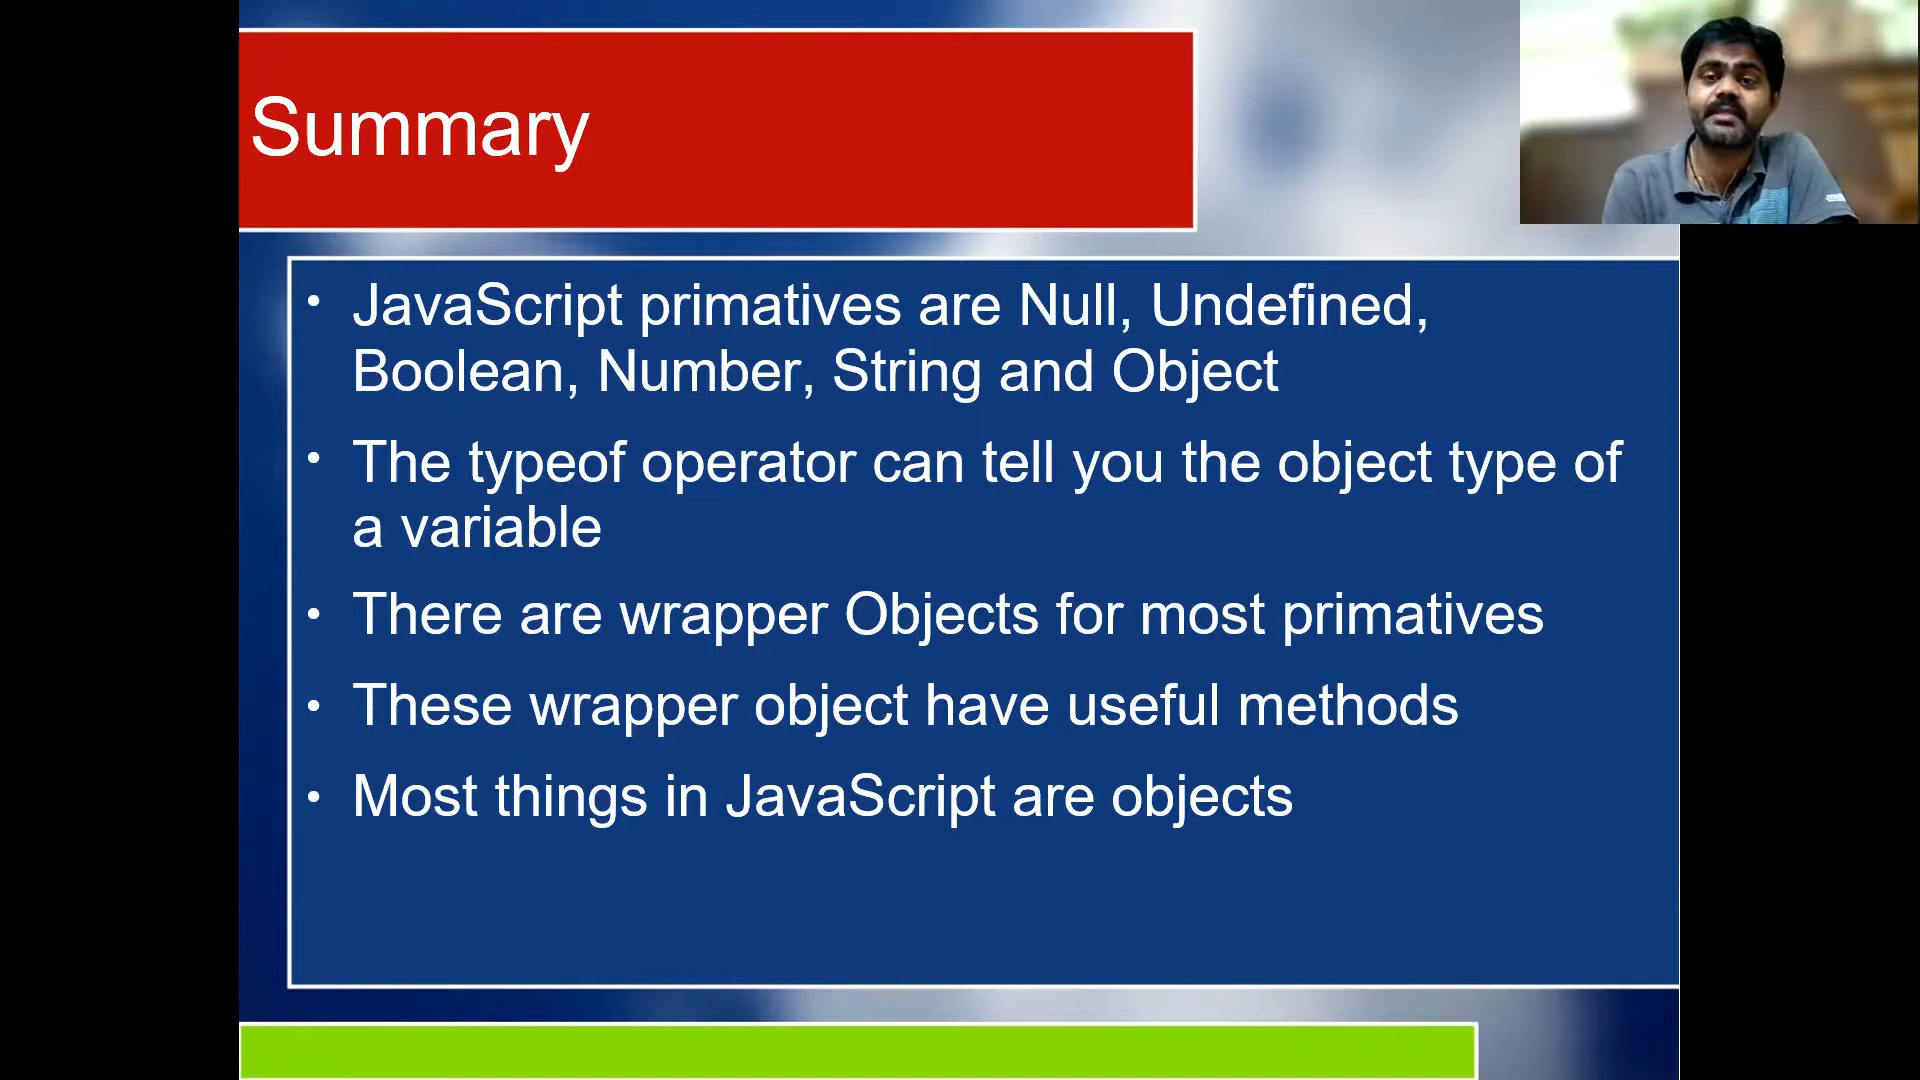 Summary
• JavaScript primatives are Null, Undefined,
Boolean, Number, String and Object
• The typeof operator can tell you the object type of
a variable
• There are wrapper Objects for most primatives
• These wrapper object have useful methods
• Most things in JavaScript are objects